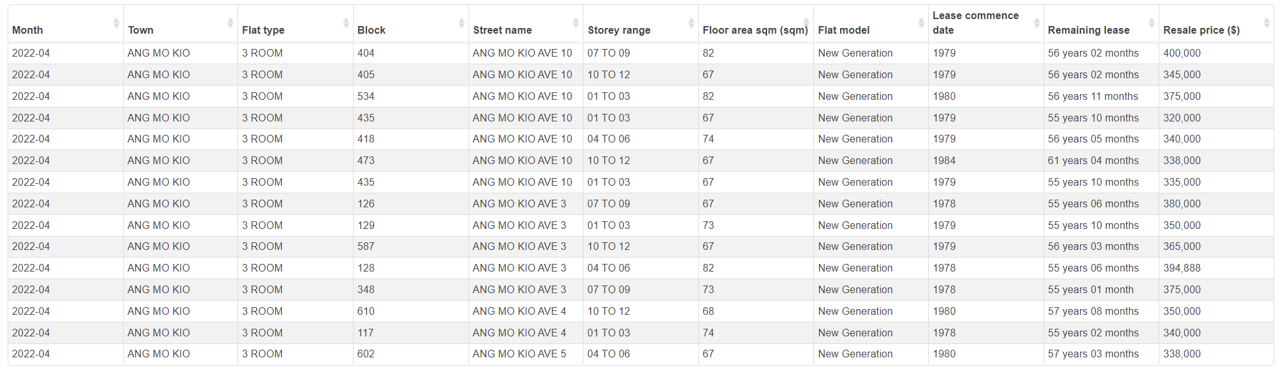 Month Town Flat type Block Street name Storey range Floor area sqm (sqm) Flat model Lease commence date Remaining lease Resale price ($)
2022-04 ANG MO KIO 3 ROOM 404 ANG MO KIO AVE 10 07 TO 09 82 New Generation 1979 56 years 02 months 400,000
2022-04 ANG MO KIO 3 ROOM 405 ANG MO KIO AVE 10 10 TO 12 67 New Generation 1979 56 years 02 months 345,000
2022-04 ANG MO KIO 3 ROOM 534 ANG MO KIO AVE 10 01 TO 03 82 New Generation 1980 56 years 11 months 375,000
2022-04 ANG MO KIO 3 ROOM 435 ANG MO KIO AVE 10 01 TO 03 67 New Generation 1979 55 years 10 months 320,000
2022-04 ANG MO KIO 3 ROOM 418 ANG MO KIO AVE 10 04 TO 06 74 New Generation 1979 56 years 05 months 340,000
2022-04 ANG MO KIO 3 ROOM 473 ANG MO KIO AVE 10 10 TO 12 67 New Generation 1984 61 years 04 months 338,000
2022-04 ANG MO KIO 3 ROOM 435 ANG MO KIO AVE 10 01 TO 03 67 New Generation 1979 55 years 10 months 335,000
2022-04 ANG MO KIO 3 ROOM 126 ANG MO KIO AVE 3 07 TO 09 67 New Generation 1978 55 years 06 months 380,000
2022-04 ANG MO KIO 3 ROOM 129 ANG MO KIO AVE 3 01 TO 03 73 New Generation 1979 55 years 10 months 350,000
2022-04 ANG MO KIO 3 ROOM 587 ANG MO KIO AVE 3 10 TO 12 67 New Generation 1979 56 years 03 months 365,000
2022-04 ANG MO KIO 3 ROOM 128 ANG MO KIO AVE 3 04 TO 06 82 New Generation 1978 55 years 06 months 394,888
2022-04 ANG MO KIO 3 ROOM 348 ANG MO KIO AVE 3 07 TO 09 73 New Generation 1978 55 years 01 month 375,000
2022-04 ANG MO KIO 3 ROOM 610 ANG MO KIO AVE 4 10 TO 12 68 New Generation 1980 57 years 08 months 350,000
2022-04 ANG MO KIO 3 ROOM 117 ANG MO KIO AVE 4 01 TO 03 74 New Generation 1978 55 years 02 months 340,000
2022-04 ANG MO KIO 3 ROOM 602 ANG MO KIO AVE 5 04 TO 06 67 New Generation 1980 57 years 03 months 338,000